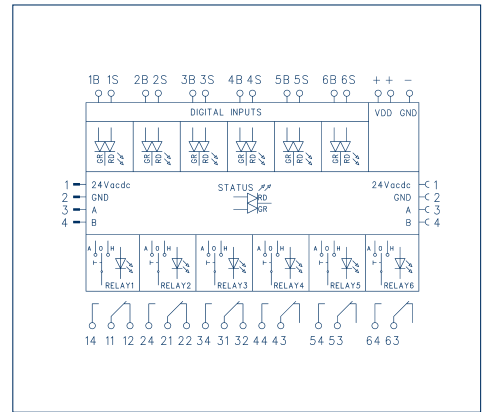 1B 1S 2B 2S 3B 3S 4B 4S 5B 5S 6B 6S + + -
DIGITAL INPUTS VDD GND
GR RD GR RD GR RD GR RD GR RD GR RD
1 24Vacdc STATUS RD 24Vacdc 1
2 GND GR GND 2
3 A A 3
4 B B 4
A O H A O H A O H A O H A O H A O H
RELAY1 RELAY2 RELAY3 RELAY4 RELAY5 RELAY6
14 11 12 24 21 22 34 31 32 44 43 54 53 64 63